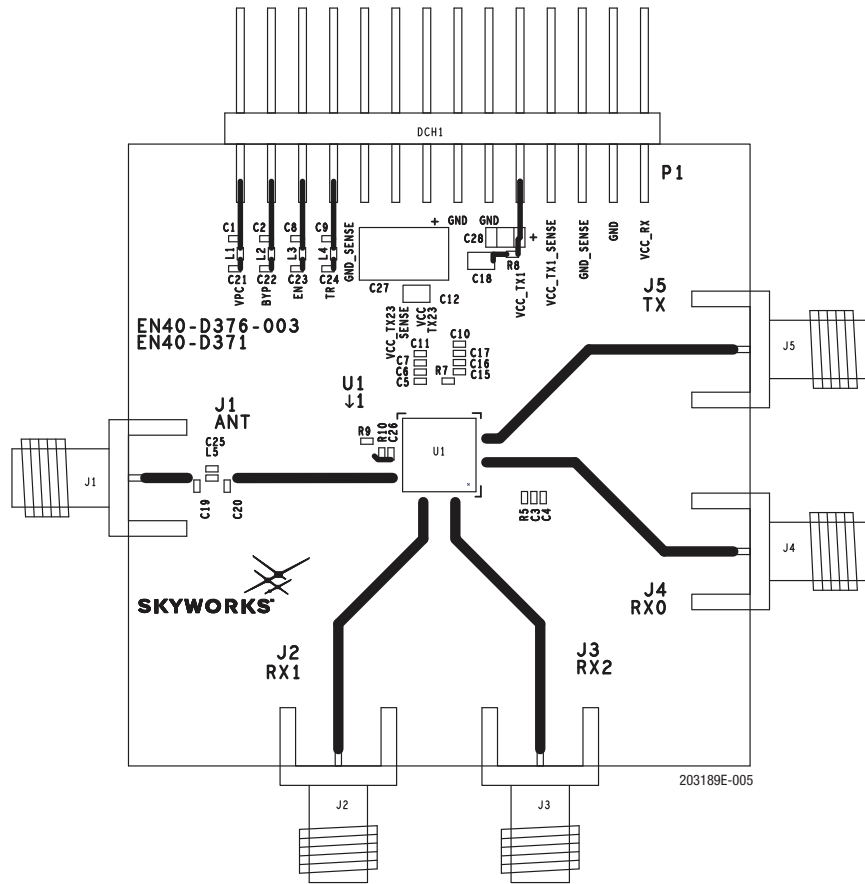 DCH1
P1
C1
C2
C8
C9
L1
L2
L3
L4
C21
C22
C23
C24
VPC
BYP
EN
TR
GND_SENSE
+ GND
GND
C28
+
C18
R8
VCC_TX1
VCC_TX1_SENSE
GND_SENSE
GND
VCC_RX
C27
C12
VCC_TX23
SENSE
VCC
TX23
EN40-D376-003
EN40-D371
J5
TX
J5
C11
C7
C6
C5
C10
C17
C16
C15
R7
U1
↓1
R9
R10
C26
U1
J1
ANT
C25
L5
J1
C19
C20
R5
C3
C4
J4
J4
RX0
SKYWORKS
J2
RX1
J3
RX2
203189E-005
J2
J3